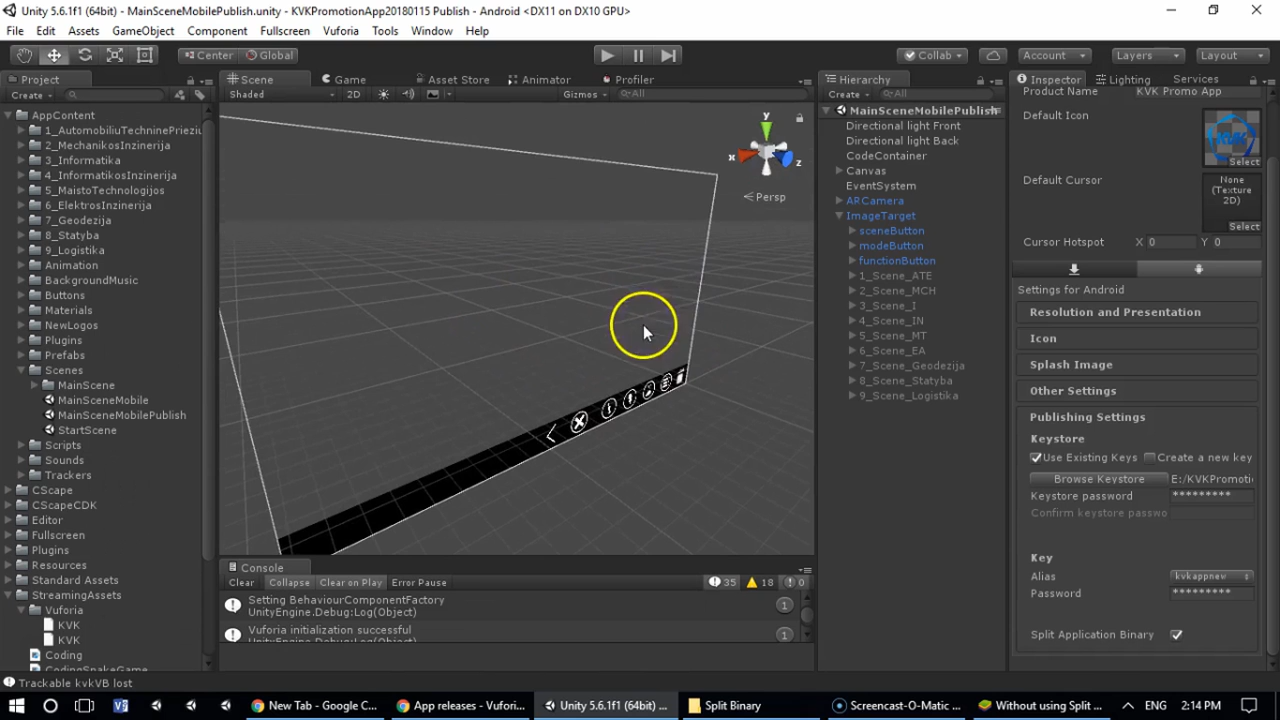 Unity 5.6.1f1 (64bit) - MainSceneMobilePublish.unity - KVKPromotionApp20180115 Publish - Android <DX11 on DX10 GPU>
File Edit Assets GameObject Component Fullscreen Vuforia Tools Window Help
Center Global Collab Account Layers Layout
Project
Create
AppContent
1_AutomobiliuTechninePrieziu
2_MechanikosInzinerija
3_Informatika
4_InformatikosInzinerija
5_MaistoTechnologijos
6_ElektrosInzinerija
7_Geodezija
8_Statyba
9_Logistika
Animation
BackgroundMusic
Buttons
Materials
NewLogos
Plugins
Prefabs
Scenes
MainScene
MainSceneMobile
MainSceneMobilePublish
StartScene
Scripts
Sounds
Trackers
CScape
CScapeCDK
Editor
Fullscreen
Plugins
Resources
Standard Assets
StreamingAssets
Vuforia
KVK
KVK
Coding
CodingSnakeGame
Scene Game Asset Store Animator Profiler
Shaded 2D Gizmos All
y
x
z
Persp
Console
Clear Collapse Clear on Play Error Pause 35 18 0
Setting BehaviourComponentFactory
UnityEngine.Debug:Log(Object)
1
Vuforia initialization successful
UnityEngine.Debug:Log(Object)
1
Hierarchy
Create All
MainSceneMobilePublish
Directional light Front
Directional light Back
CodeContainer
Canvas
EventSystem
ARCamera
ImageTarget
sceneButton
modeButton
functionButton
1_Scene_ATE
2_Scene_MCH
3_Scene_I
4_Scene_IN
5_Scene_MT
6_Scene_EA
7_Scene_Geodezija
8_Scene_Statyba
9_Scene_Logistika
Inspector Lighting Services
Product Name KVK Promo App
Default Icon
KVK
Select
Default Cursor
None
(Texture
2D)
Select
Cursor Hotspot X 0 Y 0
Settings for Android
Resolution and Presentation
Icon
Splash Image
Other Settings
Publishing Settings
Keystore
Use Existing Keys Create a new key
Browse Keystore E:/KVKPromoti
Keystore password *********
Confirm keystore passwo
Key
Alias kvkappnew
Password *********
Split Application Binary
Trackable kvkVB lost
New Tab - Google C... App releases - Vufori... Unity 5.6.1f1 (64bit) ... Split Binary Screencast-O-Matic ... Without using Split ... ENG 2:14 PM